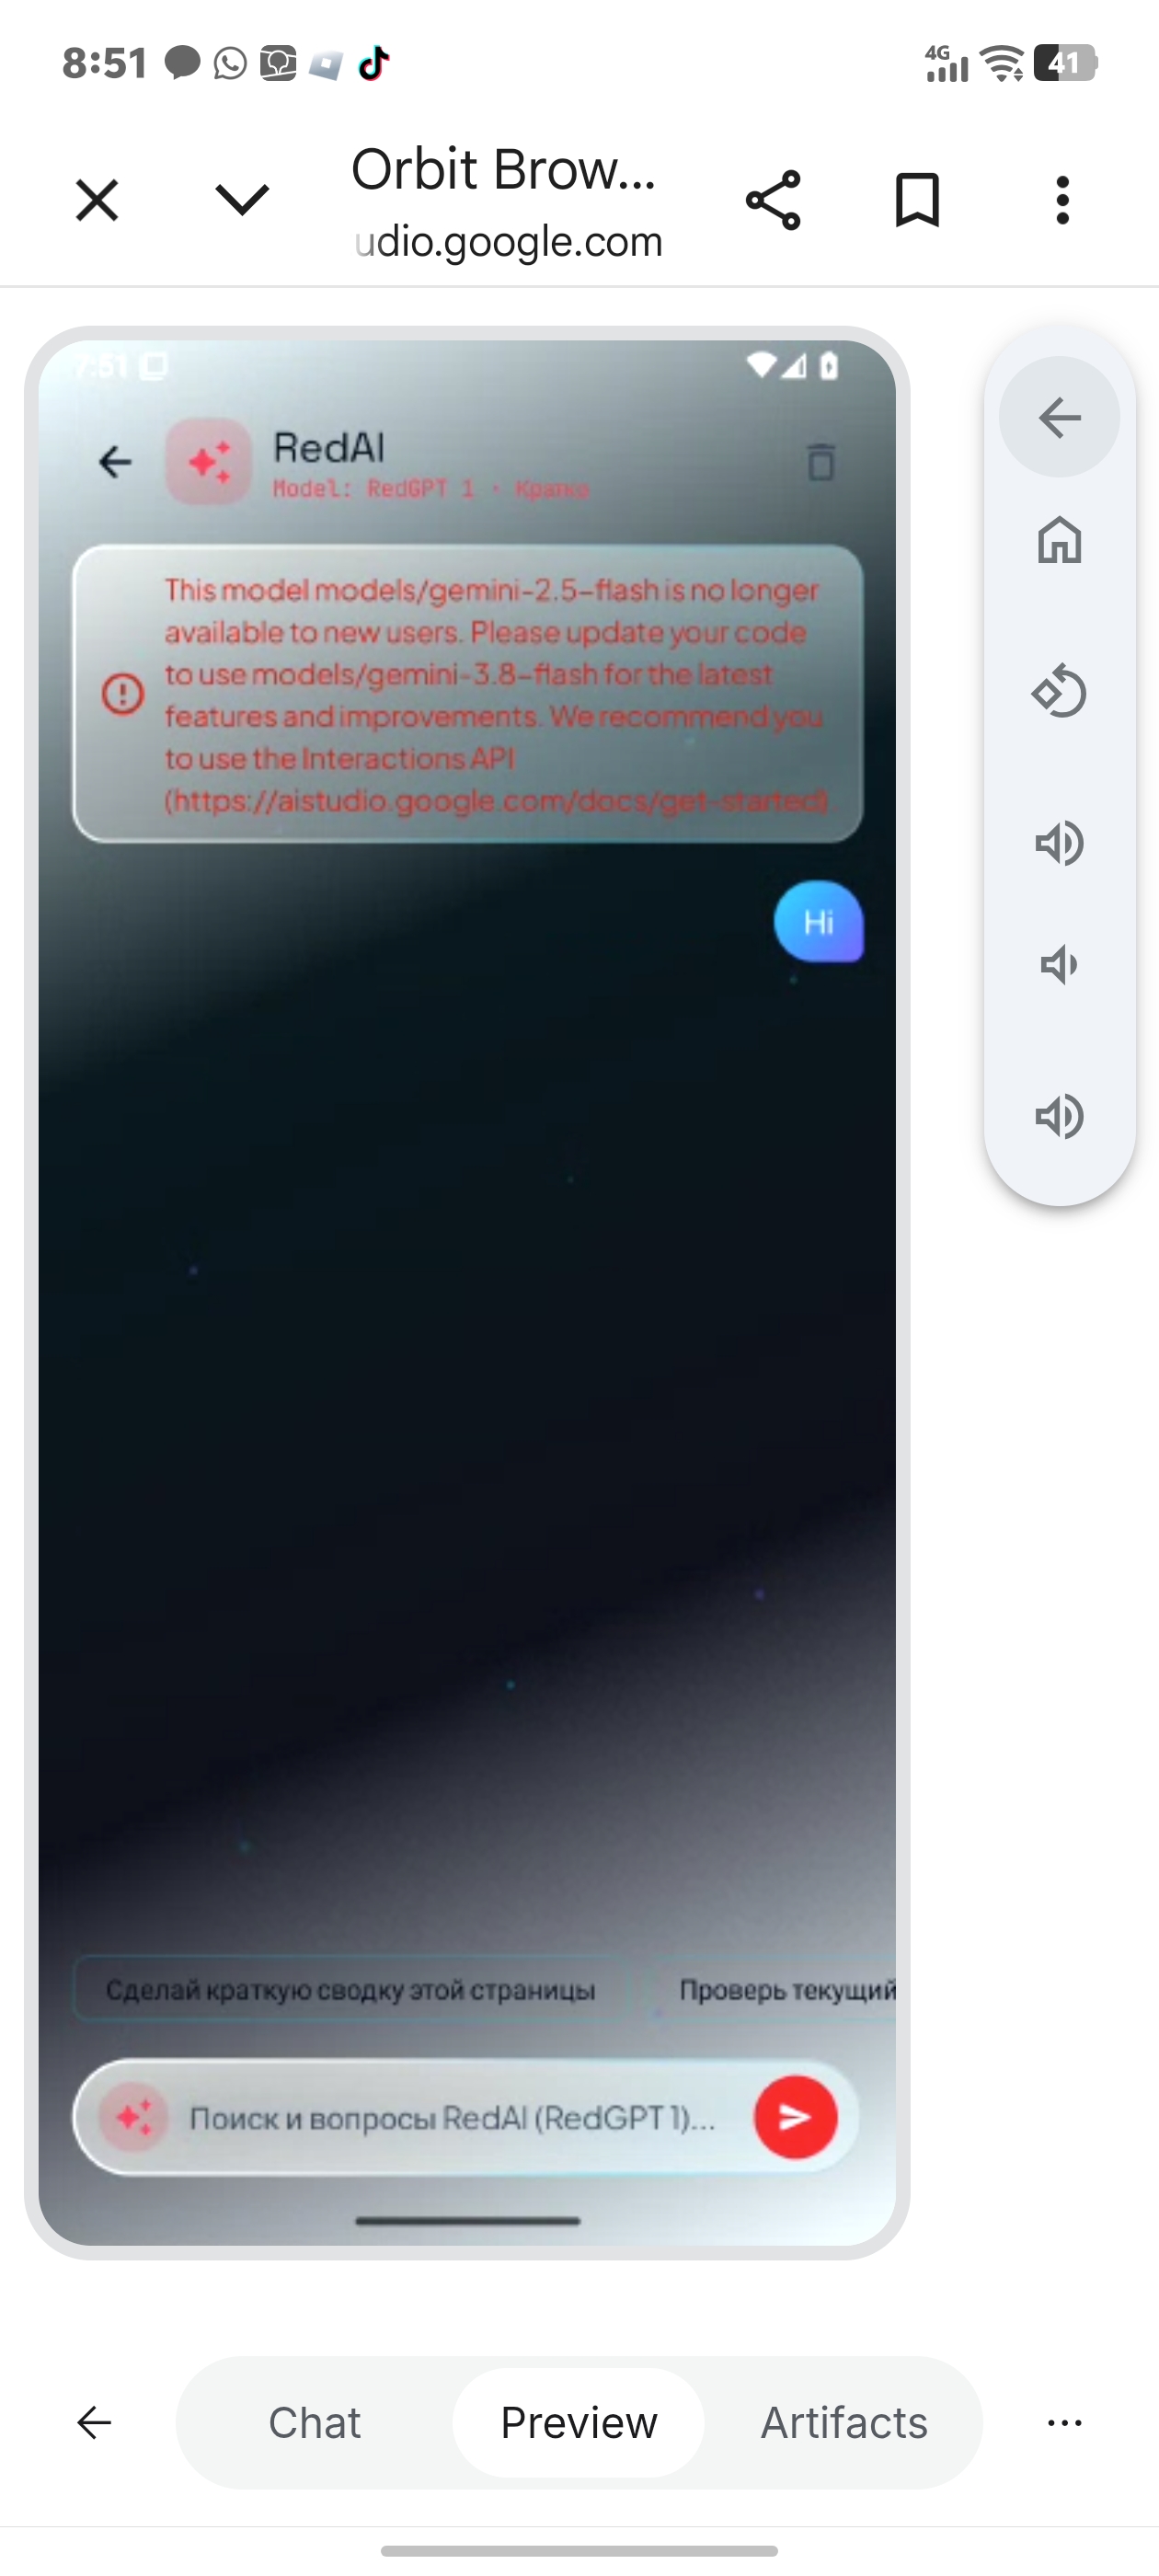 8:51
4G
41
Orbit Brow...
udio.google.com
7:51
RedAI
Model: RedGPT 1 · Кратко
This model models/gemini-2.5-flash is no longer
available to new users. Please update your code
to use models/gemini-3.8-flash for the latest
features and improvements. We recommend you
to use the Interactions API
(https://aistudio.google.com/docs/get-started)
Hi
Сделай краткую сводку этой страницы
Проверь текущий
Поиск и вопросы RedAI (RedGPT 1)...
Chat
Preview
Artifacts